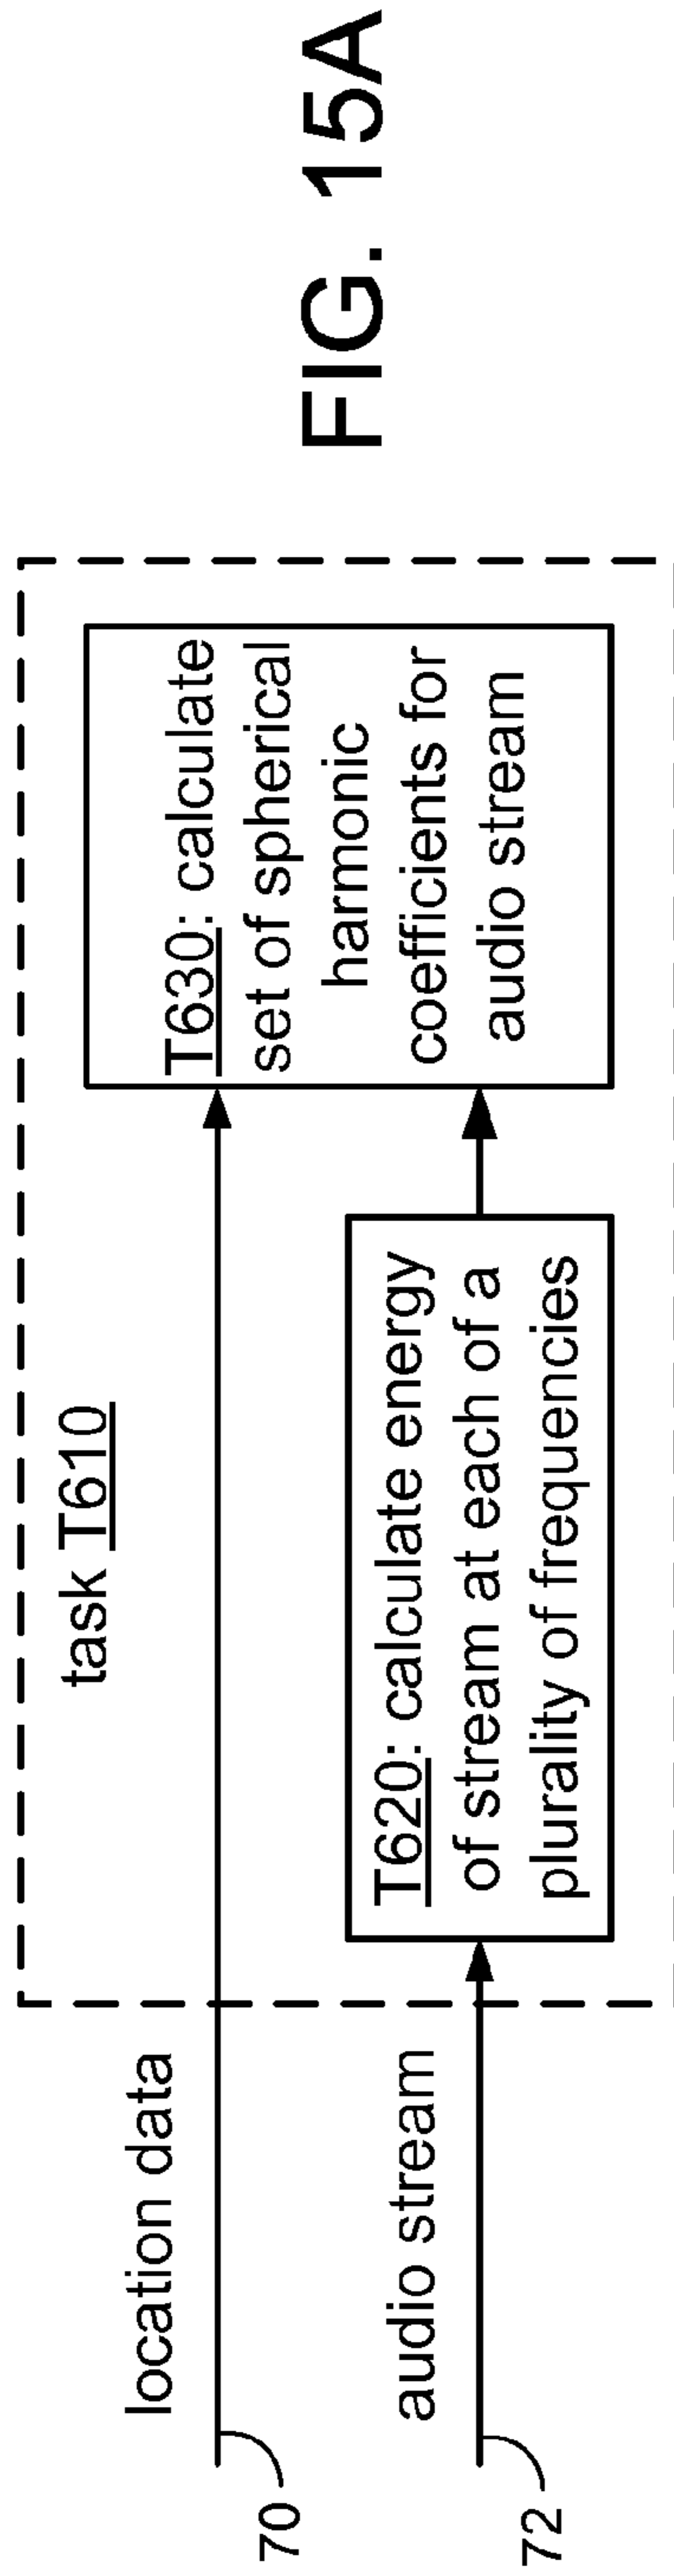 task T610
location data
70
audio stream
72
T620: calculate energy
of stream at each of a
plurality of frequencies
T630: calculate
set of spherical
harmonic
coefficients for
audio stream
FIG. 15A